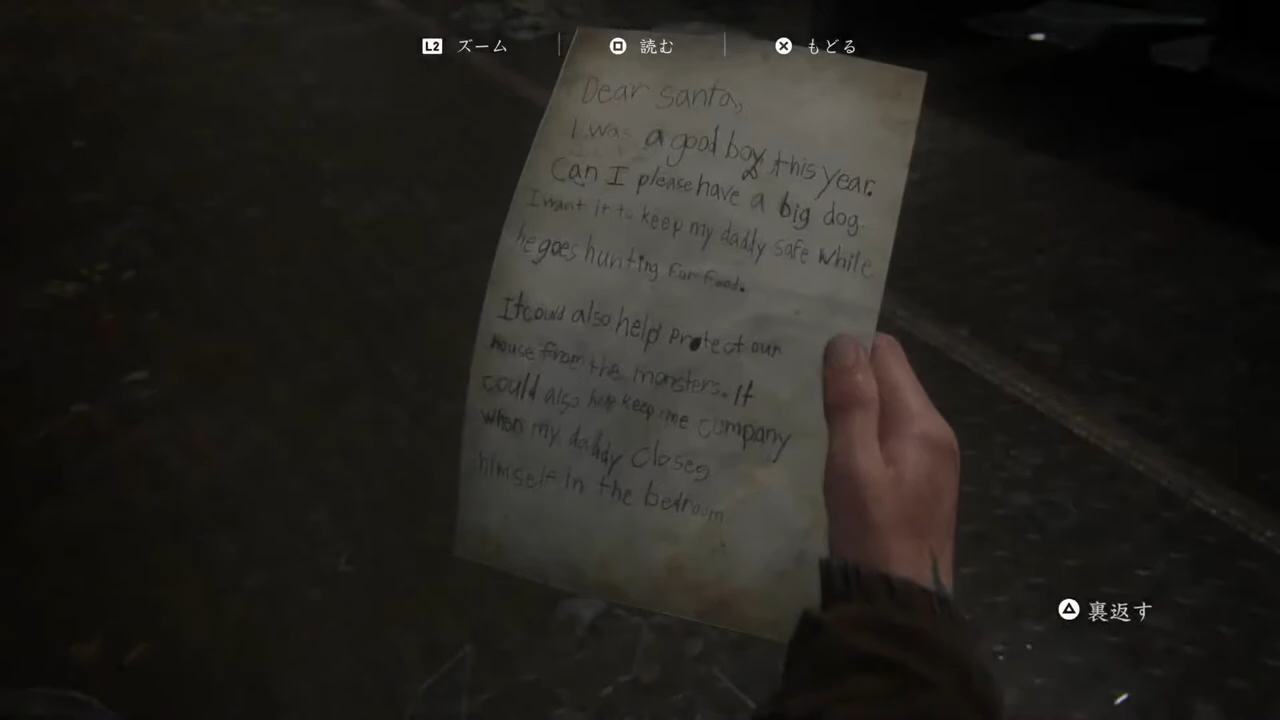 L2 ズーム
読む
もどる
Dear santa,
I was a good boy this year.
Can I please have a big dog.
I want it to keep my daddy safe while
he goes hunting for food.
It could also help protect our
house from the monsters. It
could also help keep me company
when my daddy closes
himself in the bedroom
裏返す